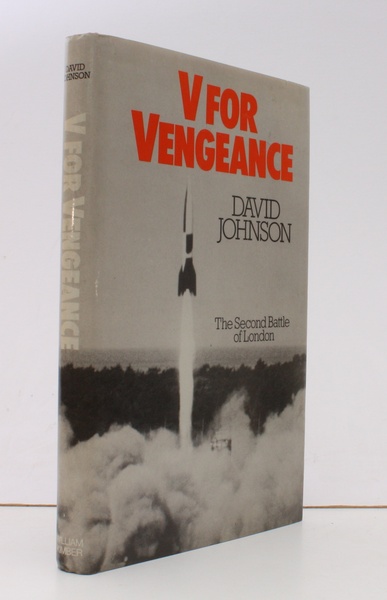 DAVID
JOHNSON
V FOR VENGEANCE
WILLIAM
KIMBER
V FOR
VENGEANCE
DAVID
JOHNSON
The Second Battle
of London